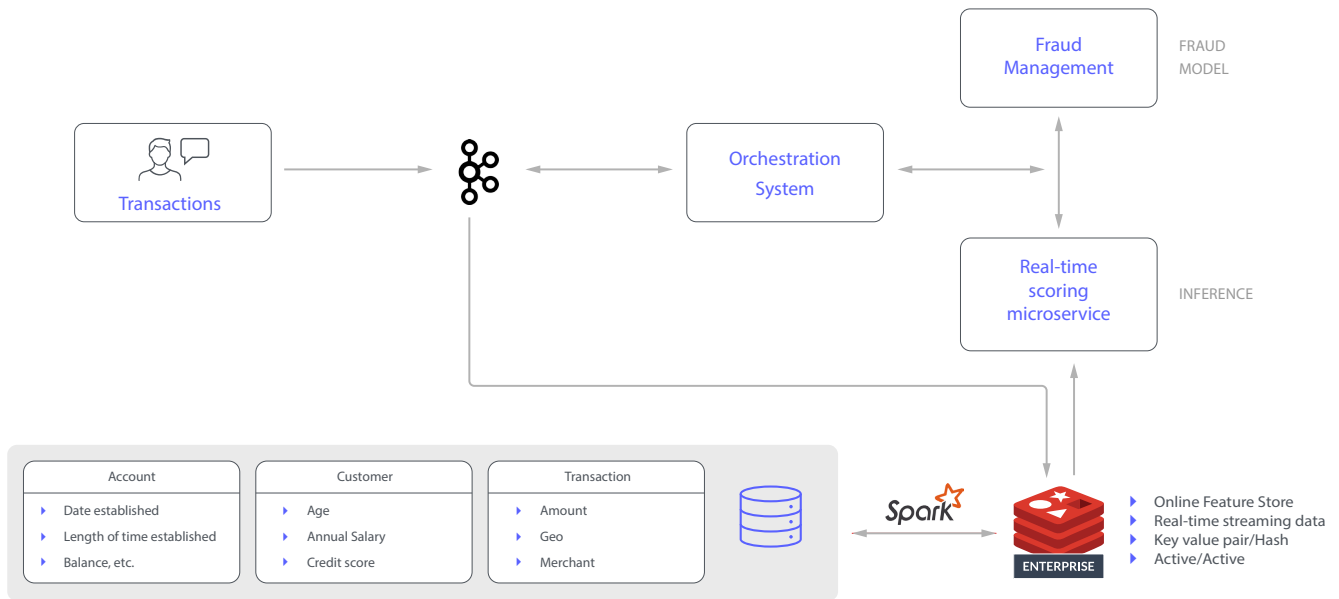 Fraud
Management
FRAUD
MODEL
Transactions
Orchestration
System
Real-time
scoring
microservice
INFERENCE
Account
Date established
Length of time established
Balance, etc.
Customer
Age
Annual Salary
Credit score
Transaction
Amount
Geo
Merchant
Spark
ENTERPRISE
Online Feature Store
Real-time streaming data
Key value pair/Hash
Active/Active